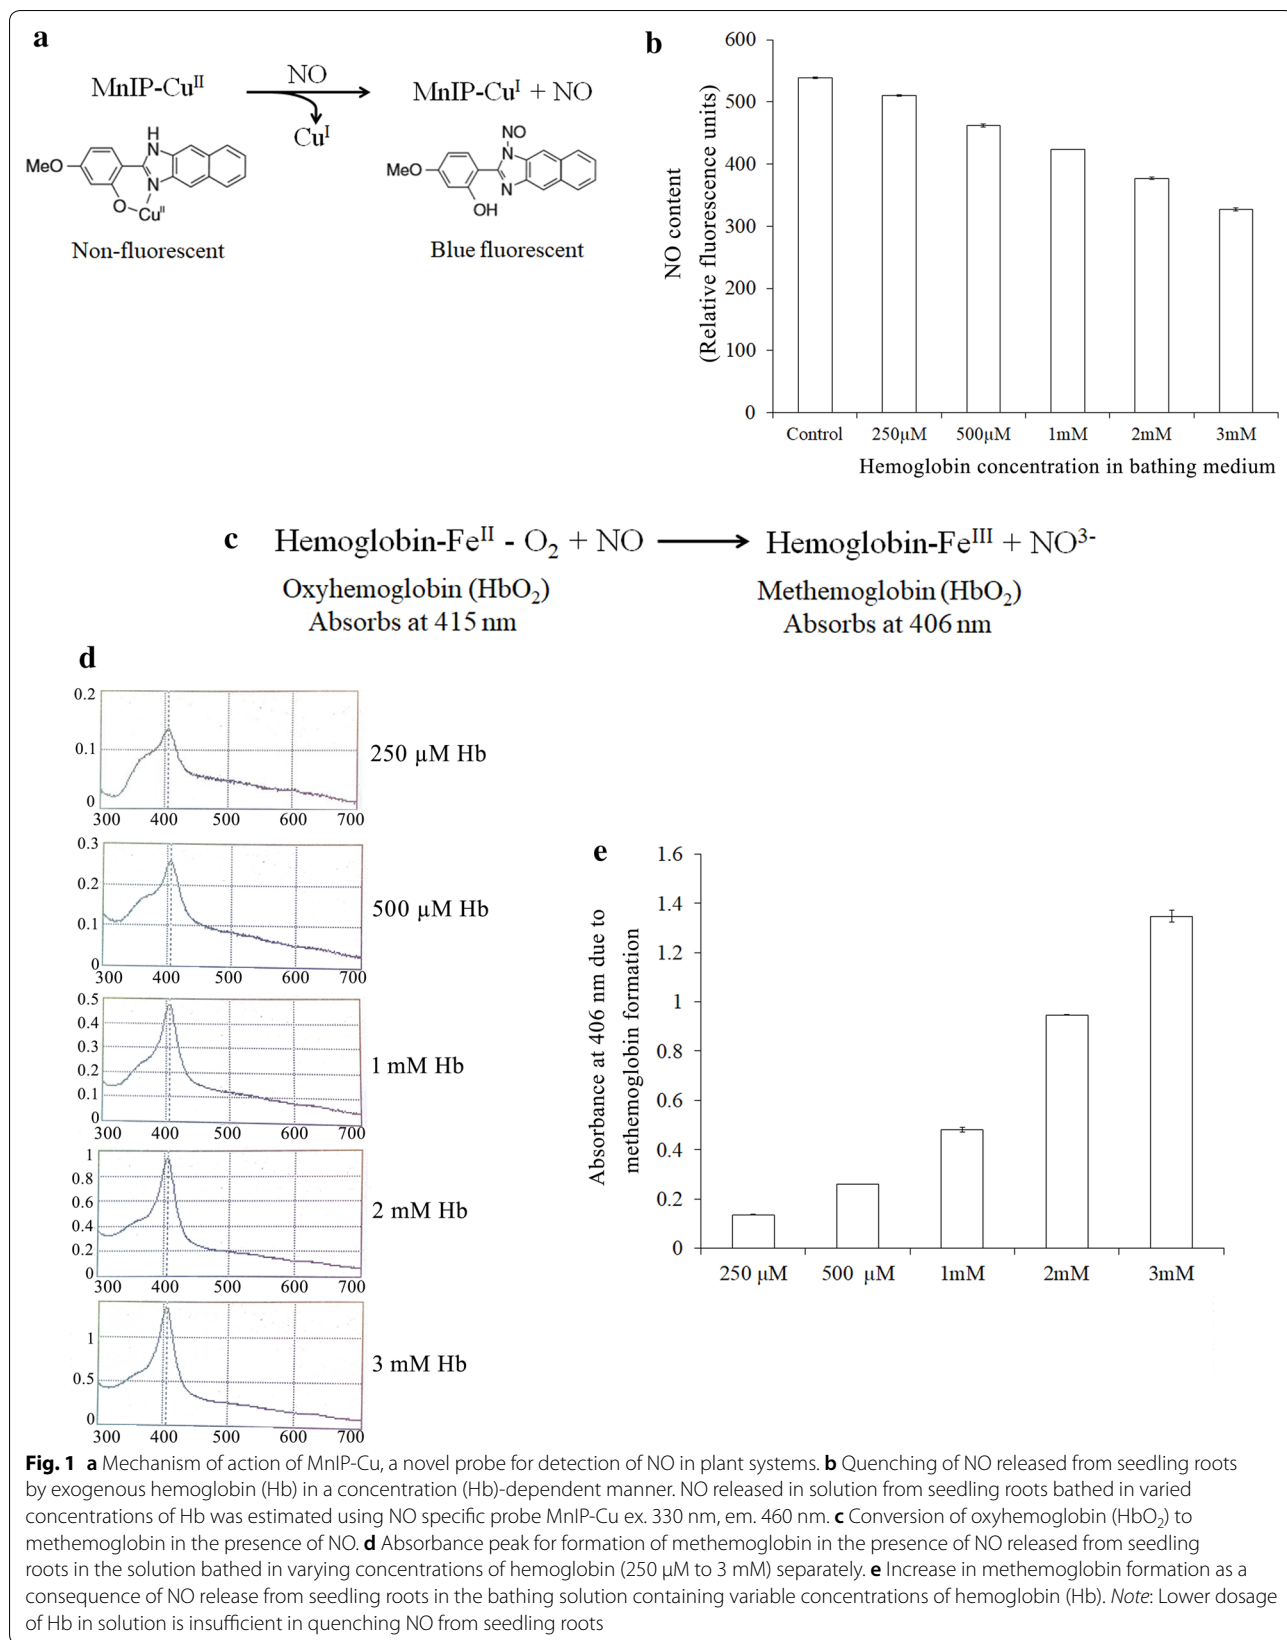 a
MnIP-Cu^II
NO
Cu^I
MnIP-Cu^I + NO
MeO
H
N
N
O
Cu^II
Non-fluorescent
MeO
NO
N
N
OH
Blue fluorescent
b
NO content
(Relative fluorescence units)
600
500
400
300
200
100
0
Control 250µM 500µM 1mM 2mM 3mM
Hemoglobin concentration in bathing medium
c
Hemoglobin-Fe^II - O₂ + NO
Hemoglobin-Fe^III + NO^3-
Oxyhemoglobin (HbO₂)
Methemoglobin (HbO₂)
Absorbs at 415 nm
Absorbs at 406 nm
d
0.2
0.1
0
300 400 500 600 700
250 µM Hb
0.3
0.2
0.1
0
300 400 500 600 700
500 µM Hb
0.5
0.4
0.3
0.2
0.1
0
300 400 500 600 700
1 mM Hb
1
0.8
0.6
0.4
0.2
0
300 400 500 600 700
2 mM Hb
1
0.5
0
300 400 500 600 700
3 mM Hb
e
Absorbance at 406 nm due to
methemoglobin formation
1.6
1.4
1.2
1
0.8
0.6
0.4
0.2
0
250 µM 500 µM 1mM 2mM 3mM
Fig. 1 a Mechanism of action of MnIP-Cu, a novel probe for detection of NO in plant systems. b Quenching of NO released from seedling roots
by exogenous hemoglobin (Hb) in a concentration (Hb)-dependent manner. NO released in solution from seedling roots bathed in varied
concentrations of Hb was estimated using NO specific probe MnIP-Cu ex. 330 nm, em. 460 nm. c Conversion of oxyhemoglobin (HbO₂) to
methemoglobin in the presence of NO. d Absorbance peak for formation of methemoglobin in the presence of NO released from seedling
roots in the solution bathed in varying concentrations of hemoglobin (250 µM to 3 mM) separately. e Increase in methemoglobin formation as a
consequence of NO release from seedling roots in the bathing solution containing variable concentrations of hemoglobin (Hb). Note: Lower dosage
of Hb in solution is insufficient in quenching NO from seedling roots